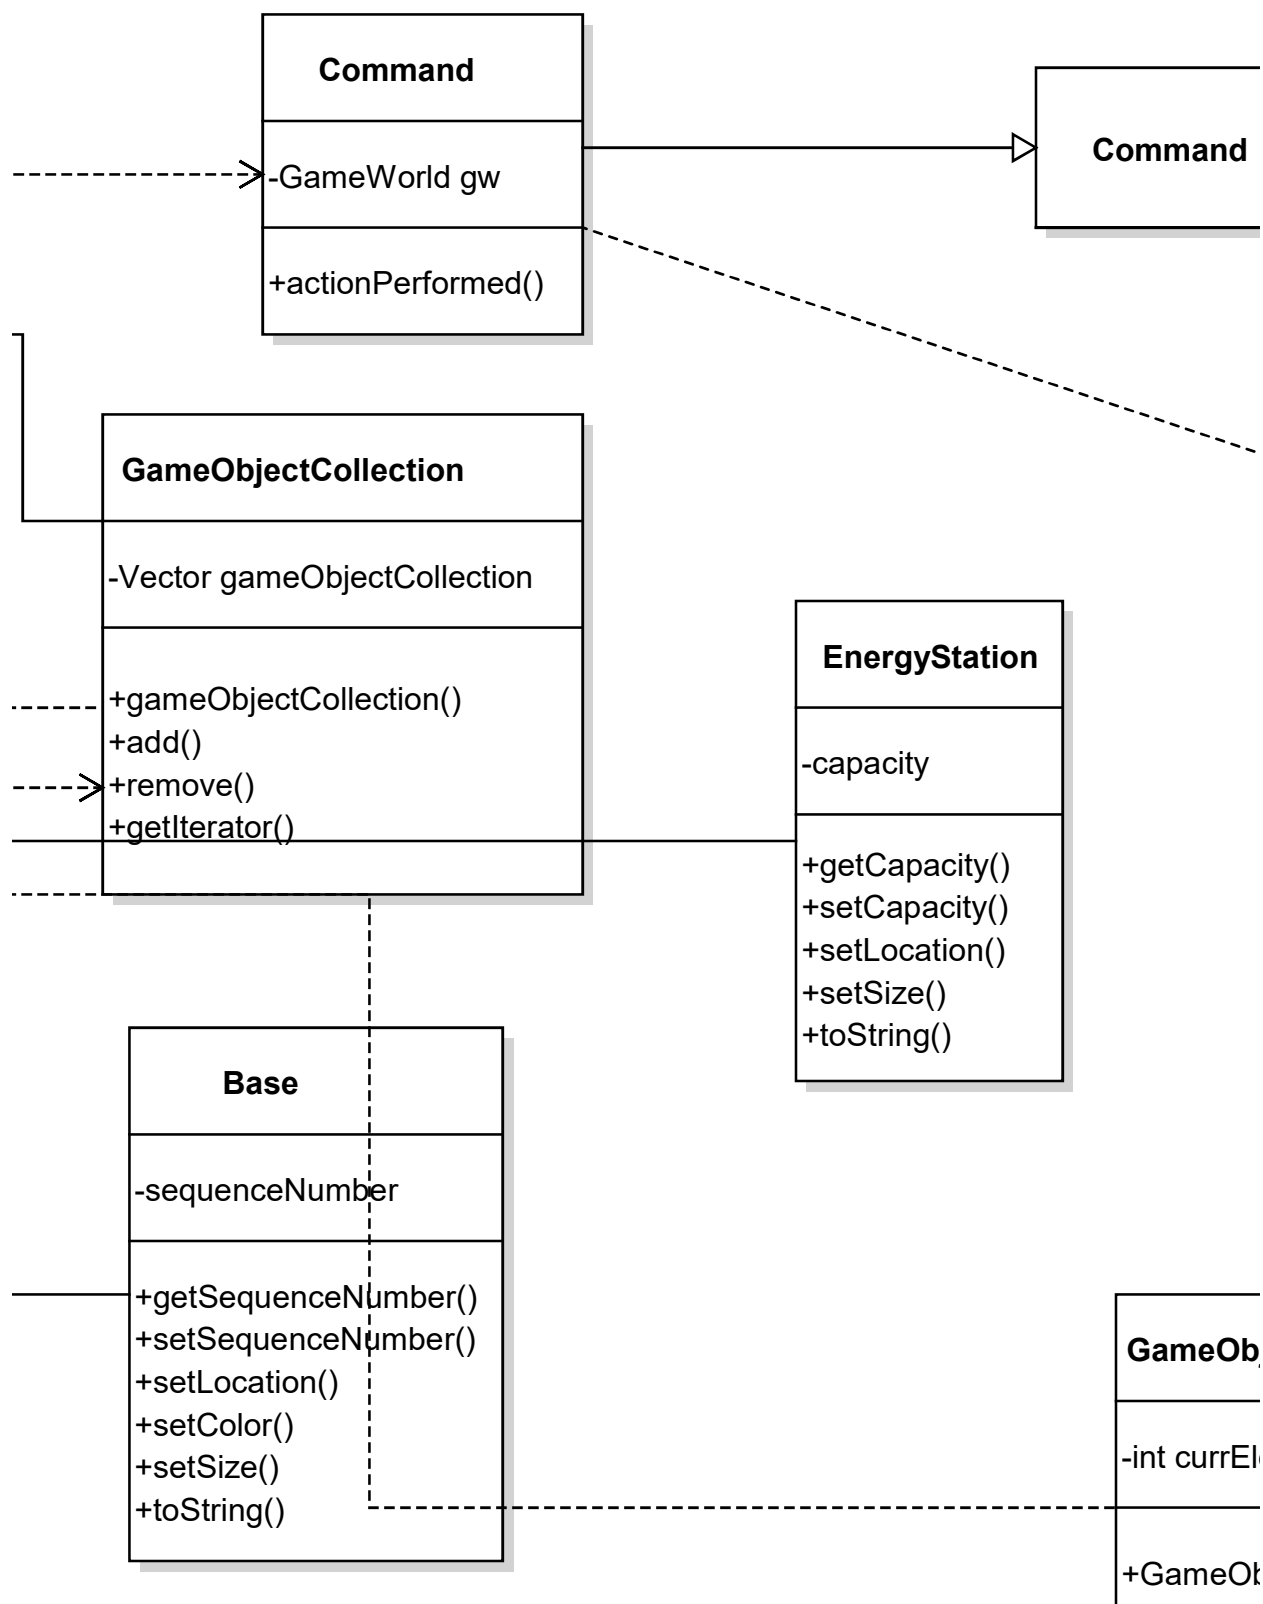 Command
-GameWorld gw
+actionPerformed()
Command
GameObjectCollection
-Vector gameObjectCollection
+gameObjectCollection()
+add()
+remove()
+getIterator()
EnergyStation
-capacity
+getCapacity()
+setCapacity()
+setLocation()
+setSize()
+toString()
Base
-sequenceNumber
+getSequenceNumber()
+setSequenceNumber()
+setLocation()
+setColor()
+setSize()
+toString()
-int